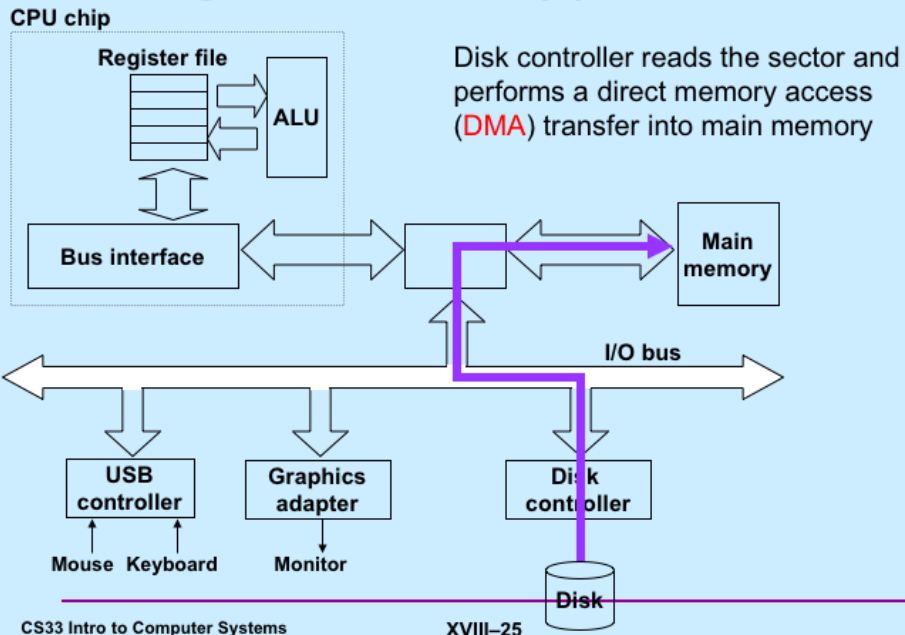 CPU chip
Register file
ALU
Disk controller reads the sector and
performs a direct memory access
(DMA) transfer into main memory
Bus interface
Main
memory
I/O bus
USB
controller
Graphics
adapter
Disk
controller
Mouse
Keyboard
Monitor
Disk
CS33 Intro to Computer Systems
XVIII–25